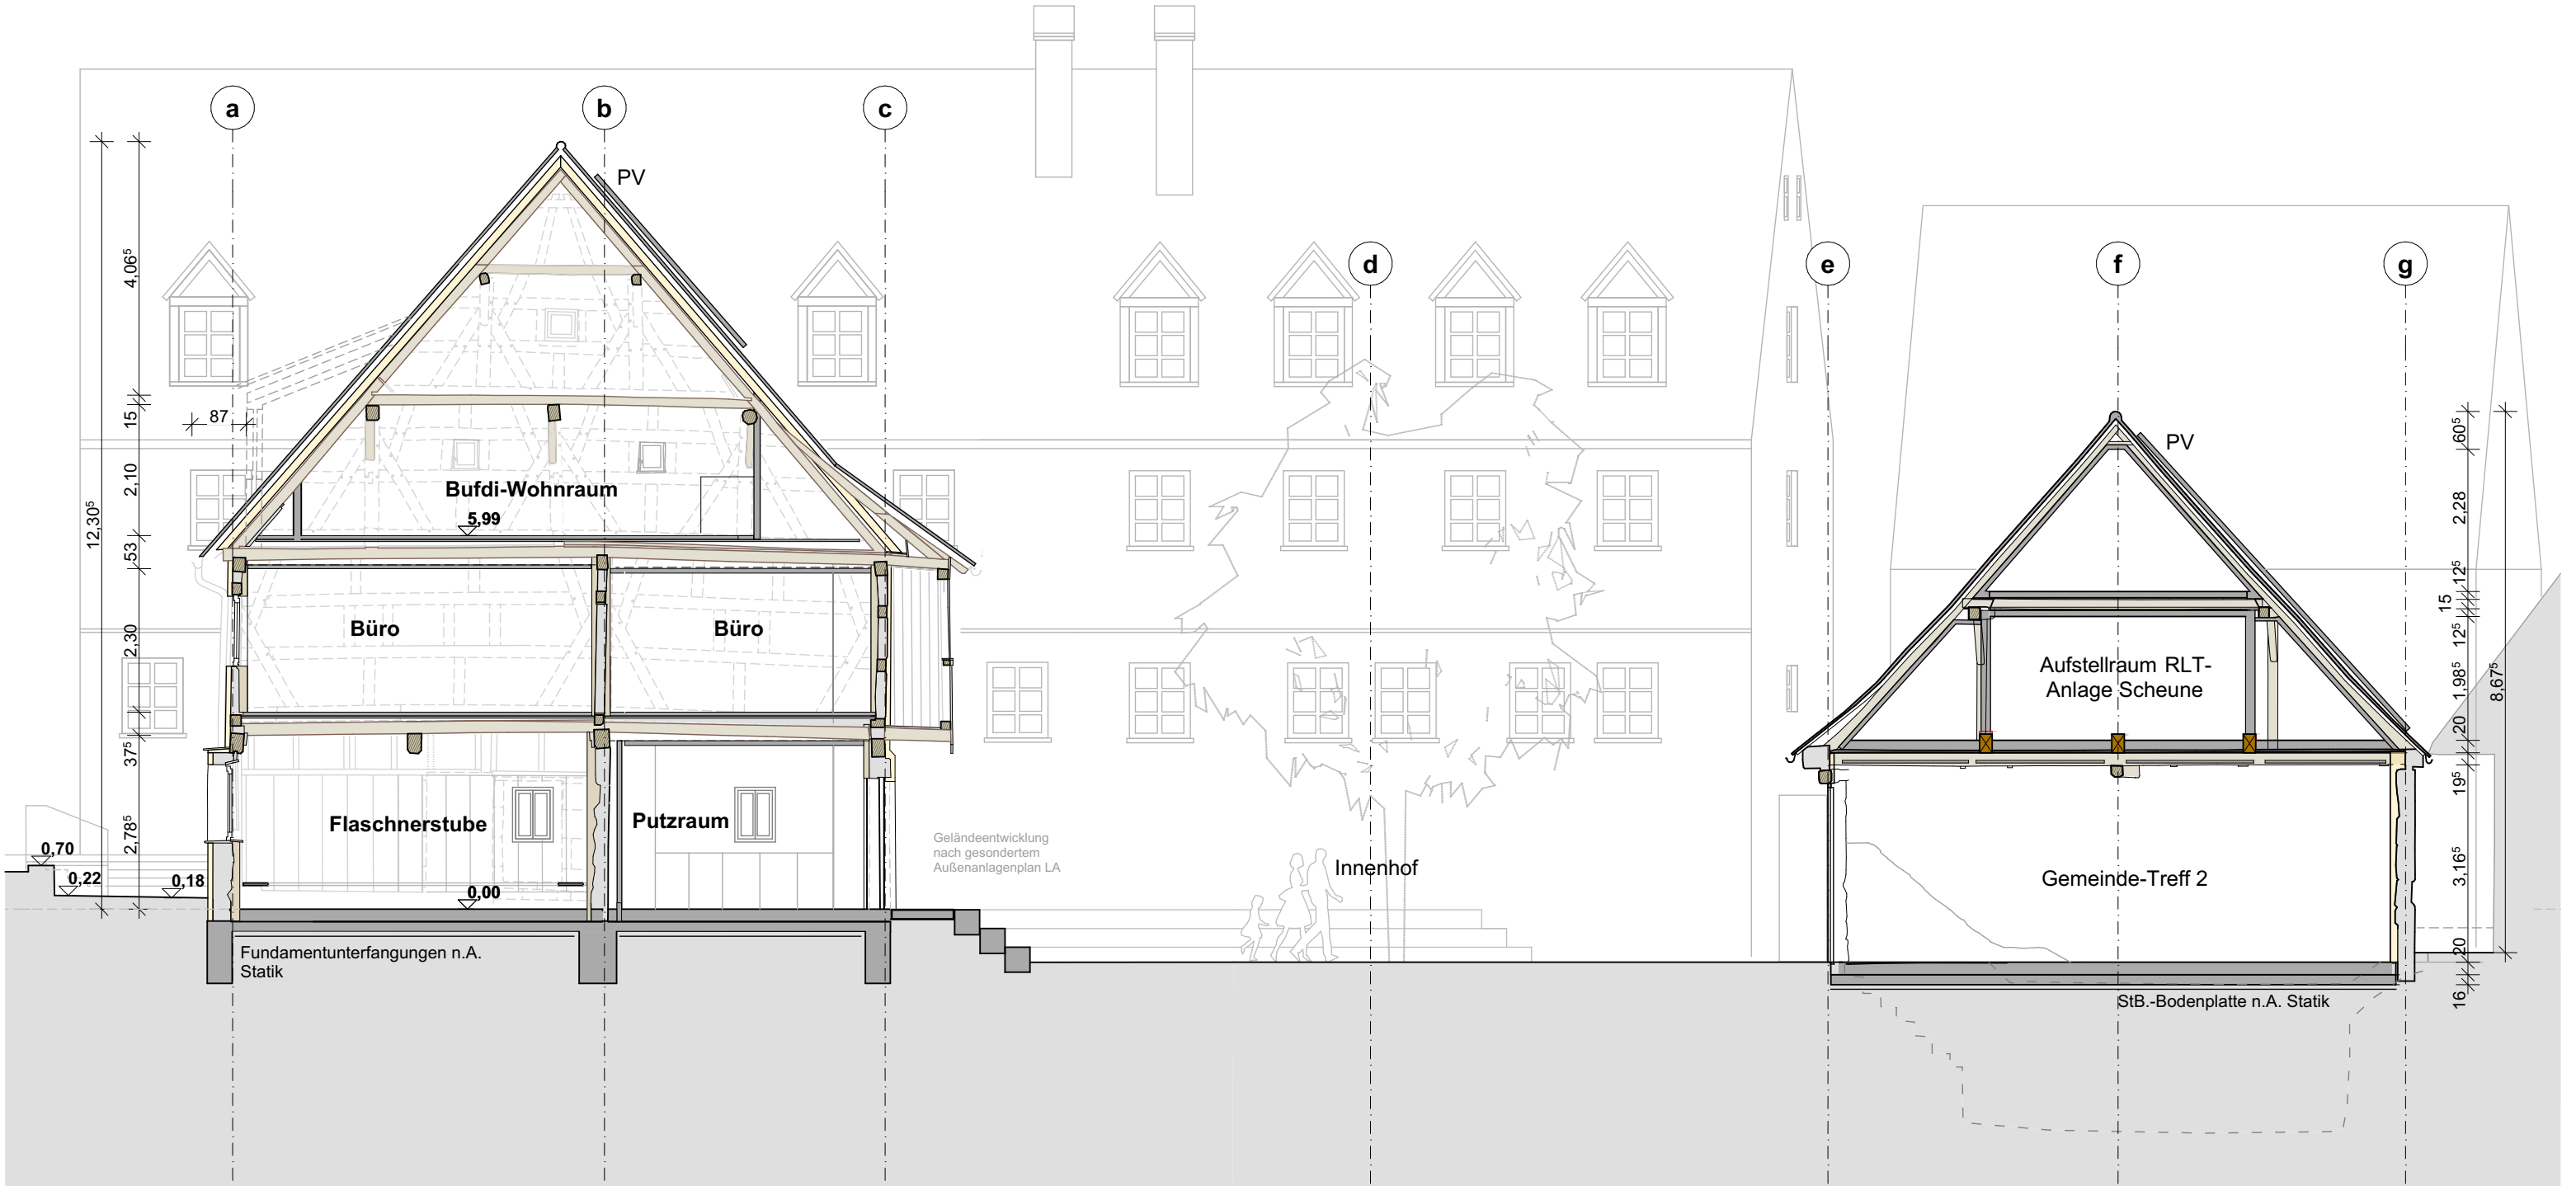 a
b
c
d
e
f
g
PV
PV
4,06⁵
15
87
2,10
12,30⁵
53
2,30
37⁵
2,78⁵
Bufdi-Wohnraum
5,99
Büro
Büro
Flaschnerstube
Putzraum
0,70
0,22
0,18
0,00
Fundamentunterfangungen n.A.
Statik
Geländeentwicklung
nach gesondertem
Außenanlagenplan LA
Innenhof
Aufstellraum RLT-
Anlage Scheune
Gemeinde-Treff 2
StB.-Bodenplatte n.A. Statik
60⁵
2,28
12⁵
15
12⁵
1,98⁵
20
19⁵
3,16⁵
20
16
8,67⁵